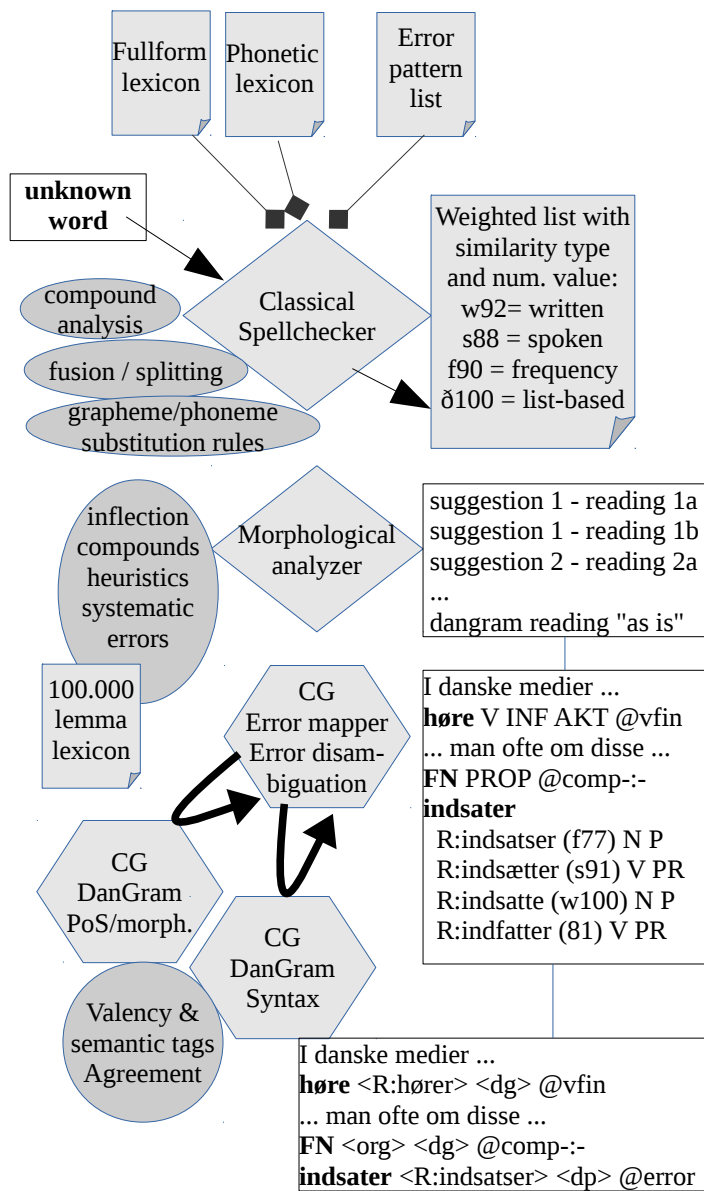 Fullform
lexicon
Phonetic
lexicon
Error
pattern
list
unknown
word
Weighted list with
similarity type
and num. value:
w92= written
s88 = spoken
f90 = frequency
ð100 = list-based
Classical
Spellchecker
compound
analysis
fusion / splitting
grapheme/phoneme
substitution rules
inflection
compounds
heuristics
systematic
errors
Morphological
analyzer
suggestion 1 - reading 1a
suggestion 1 - reading 1b
suggestion 2 - reading 2a
...
dangram reading "as is"
100.000
lemma
lexicon
CG
Error mapper
Error disam-
biguation
I danske medier ...
høre V INF AKT @vfin
... man ofte om disse ...
FN PROP @comp-:-
indsater
R:indsatser (f77) N P
R:indsætter (s91) V PR
R:indsatte (w100) N P
R:indfatter (81) V PR
CG
DanGram
PoS/morph.
CG
DanGram
Syntax
Valency &
semantic tags
Agreement
I danske medier ...
høre <R:hører> <dg> @vfin
... man ofte om disse ...
FN <org> <dg> @comp-:-
indsater <R:indsatser> <dp> @error